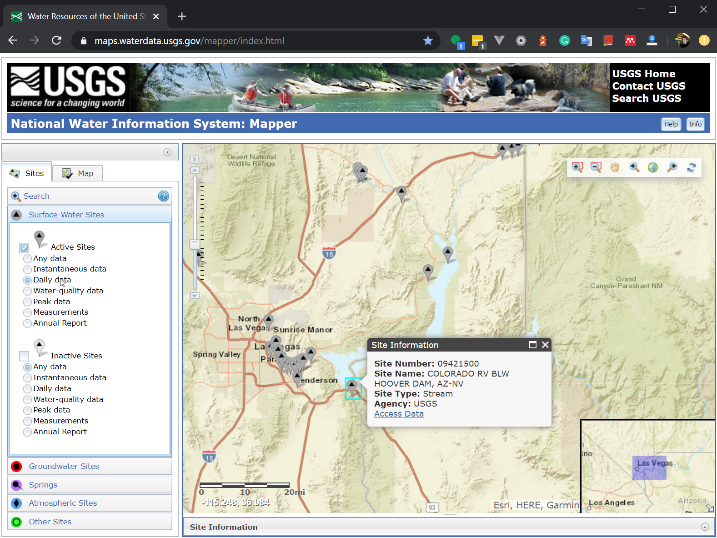 Water Resources of the United St
maps.waterdata.usgs.gov/mapper/index.html
USGS
science for a changing world
USGS Home
Contact USGS
Search USGS
National Water Information System: Mapper
Help
Info
Sites
Map
Search
Surface-Water Sites
Active Sites
Any data
Instantaneous data
Daily data
Water-quality data
Peak data
Measurements
Annual Report
Inactive Sites
Any data
Instantaneous data
Daily data
Water-quality data
Peak data
Measurements
Annual Report
Groundwater Sites
Springs
Atmospheric Sites
Other Sites
Desert National
Wildlife Refuge
15
Grand
Canyon-Parashant NM
North
Las Vegas
Sunrise Manor
Spring Valley
enderson
Site Information
Site Number: 09421500
Site Name: COLORADO RV BLW
HOOVER DAM, AZ-NV
Site Type: Stream
Agency: USGS
Access Data
15
0 10 20mi
-115.248, 36.084
93
Esri, HERE, Garmin
Las Vegas
Los Angeles
Arizona
Site Information